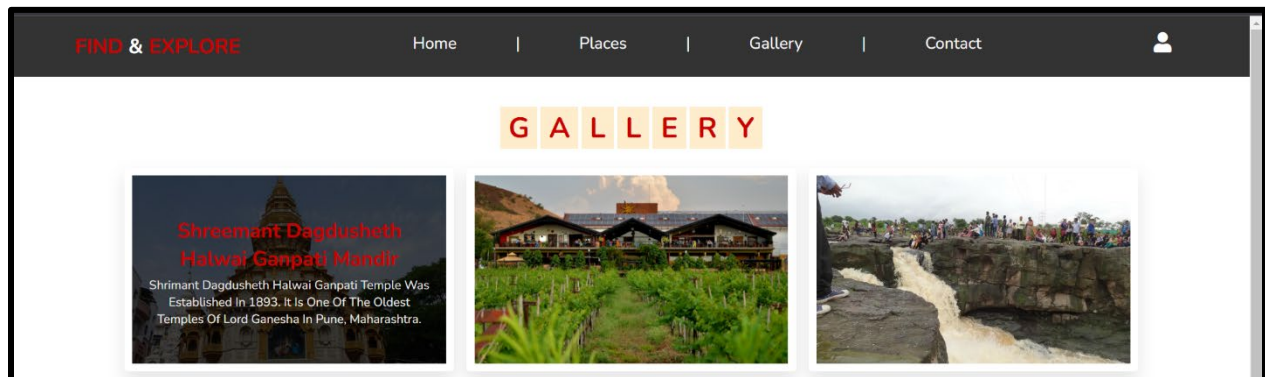 FIND & EXPLORE Home | Places | Gallery | Contact
GALLERY
Shreemant Dagdusheth
Halwai Ganpati Mandir
Shrimant Dagdusheth Halwai Ganpati Temple Was
Established In 1893. It Is One Of The Oldest
Temples Of Lord Ganesha In Pune, Maharashtra.